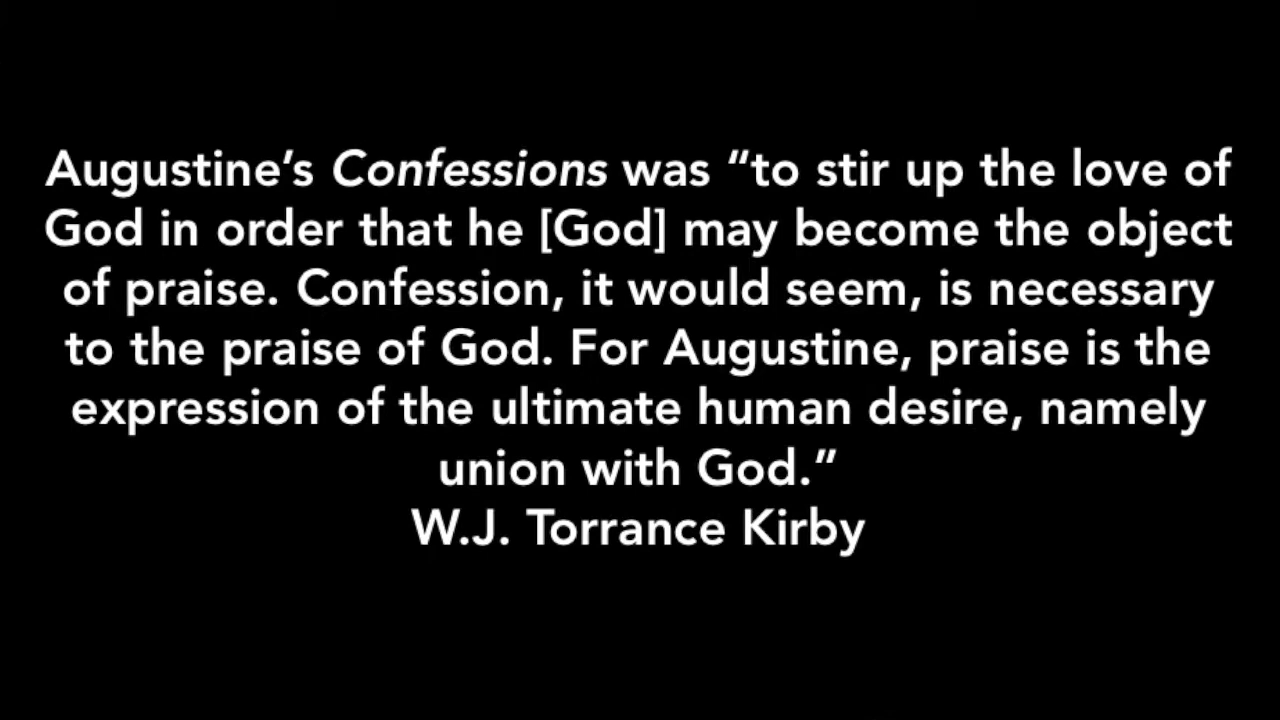 Augustine’s Confessions was “to stir up the love of
God in order that he [God] may become the object
of praise. Confession, it would seem, is necessary
to the praise of God. For Augustine, praise is the
expression of the ultimate human desire, namely
union with God.”
W.J. Torrance Kirby